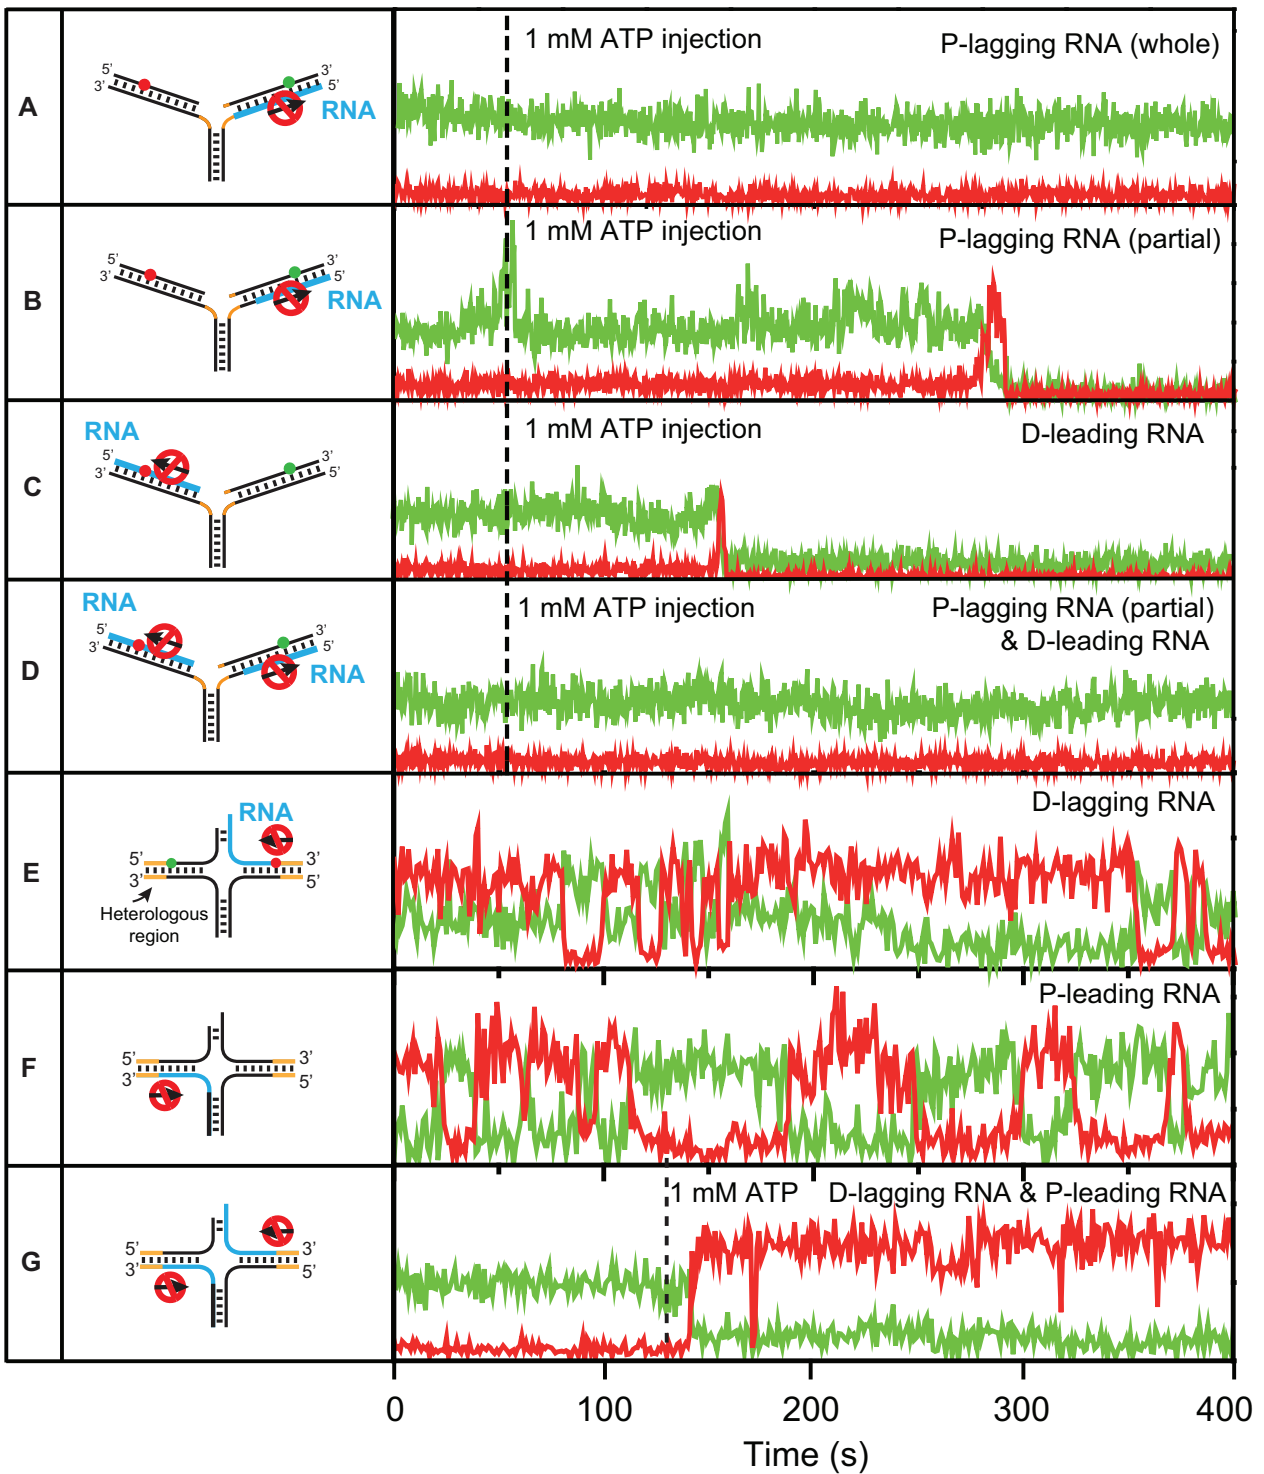 A
5'
3'
3'
5'
RNA
1 mM ATP injection
P-lagging RNA (whole)
B
5'
3'
3'
5'
RNA
1 mM ATP injection
P-lagging RNA (partial)
C
RNA
5'
3'
3'
5'
1 mM ATP injection
D-leading RNA
D
RNA
5'
3'
3'
5'
RNA
1 mM ATP injection
P-lagging RNA (partial)
& D-leading RNA
E
RNA
5'
3'
3'
5'
Heterologous
region
D-lagging RNA
F
5'
3'
3'
5'
P-leading RNA
G
5'
3'
3'
5'
1 mM ATP
D-lagging RNA & P-leading RNA
0
100
200
300
400
Time (s)